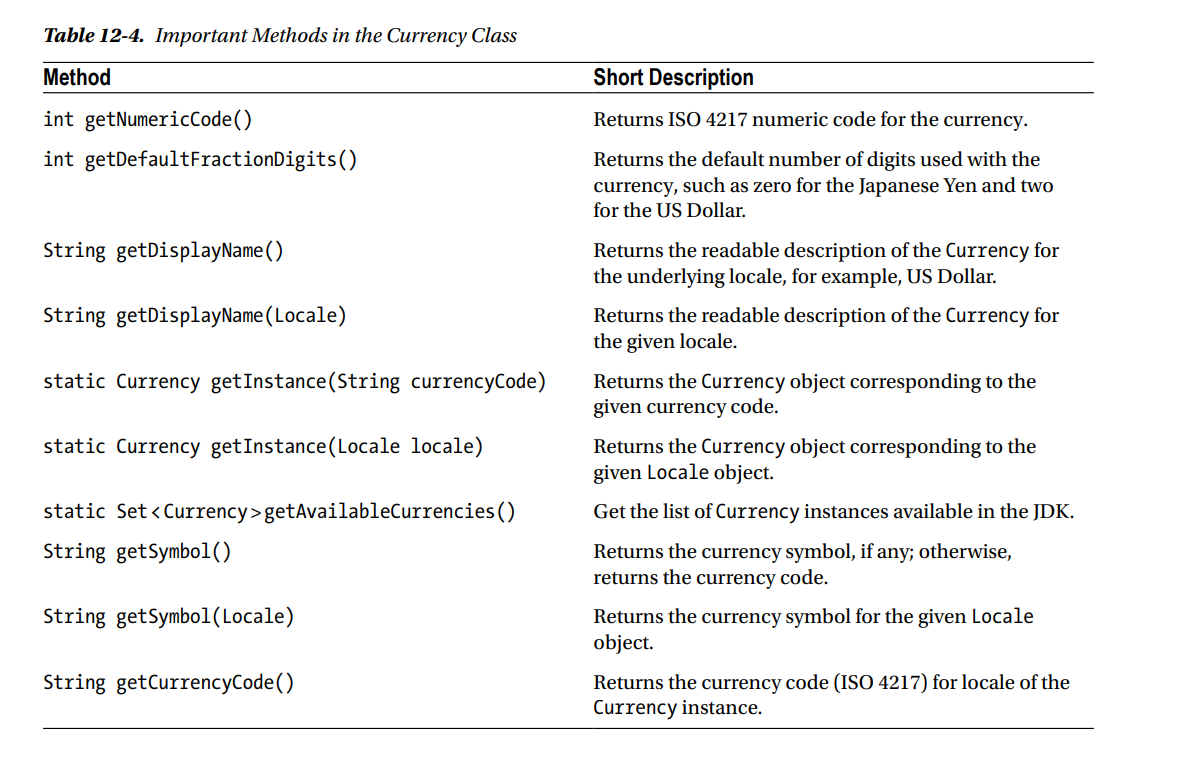 Table 12-4. Important Methods in the Currency Class
Method Short Description
int getNumericCode() Returns ISO 4217 numeric code for the currency.
int getDefaultFractionDigits() Returns the default number of digits used with the
currency, such as zero for the Japanese Yen and two
for the US Dollar.
String getDisplayName() Returns the readable description of the Currency for
the underlying locale, for example, US Dollar.
String getDisplayName(Locale) Returns the readable description of the Currency for
the given locale.
static Currency getInstance(String currencyCode) Returns the Currency object corresponding to the
given currency code.
static Currency getInstance(Locale locale) Returns the Currency object corresponding to the
given Locale object.
static Set<Currency>getAvailableCurrencies() Get the list of Currency instances available in the JDK.
String getSymbol() Returns the currency symbol, if any; otherwise,
returns the currency code.
String getSymbol(Locale) Returns the currency symbol for the given Locale
object.
String getCurrencyCode() Returns the currency code (ISO 4217) for locale of the
Currency instance.